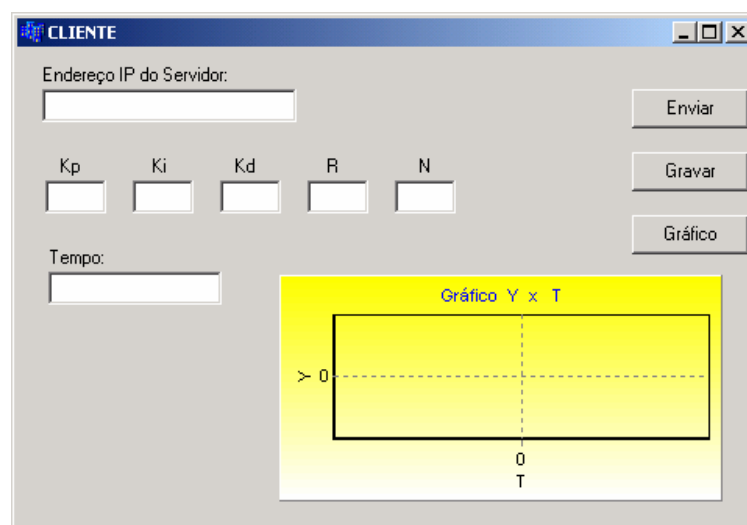 CLIENTE
Endereço IP do Servidor:
Enviar
Kp Ki Kd R N
Gravar
Gráfico
Tempo:
Gráfico Y x T
Y 0
0
T